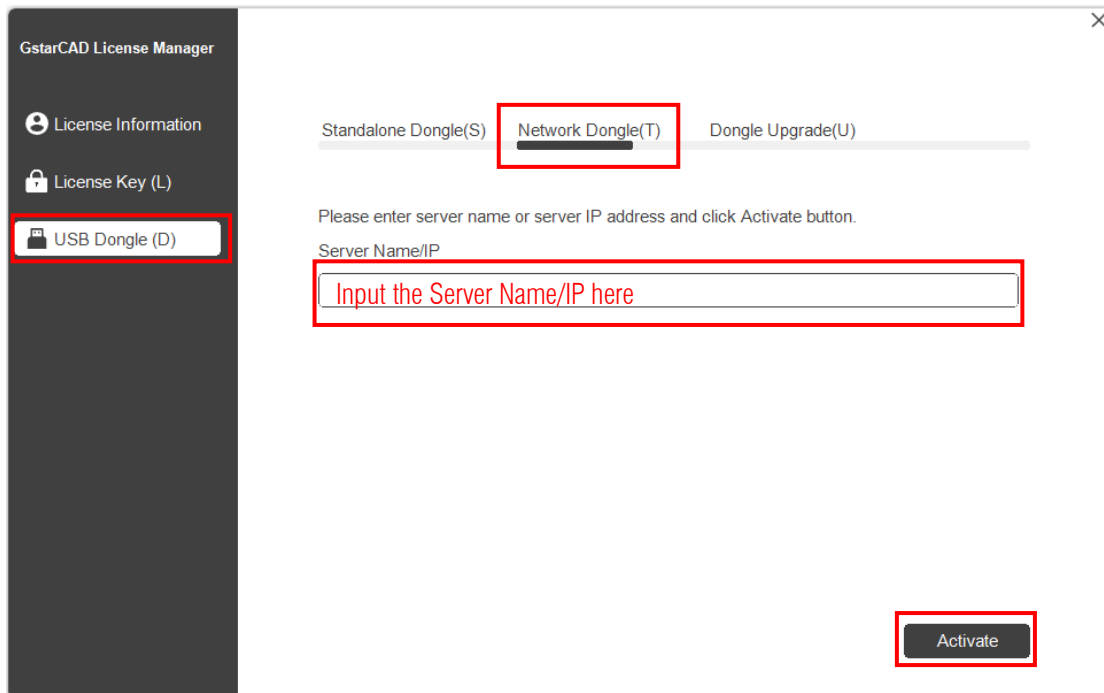 GstarCAD License Manager
License Information
License Key (L)
USB Dongle (D)
Standalone Dongle(S) Network Dongle(T) Dongle Upgrade(U)
Please enter server name or server IP address and click Activate button.
Server Name/IP
Input the Server Name/IP here
Activate